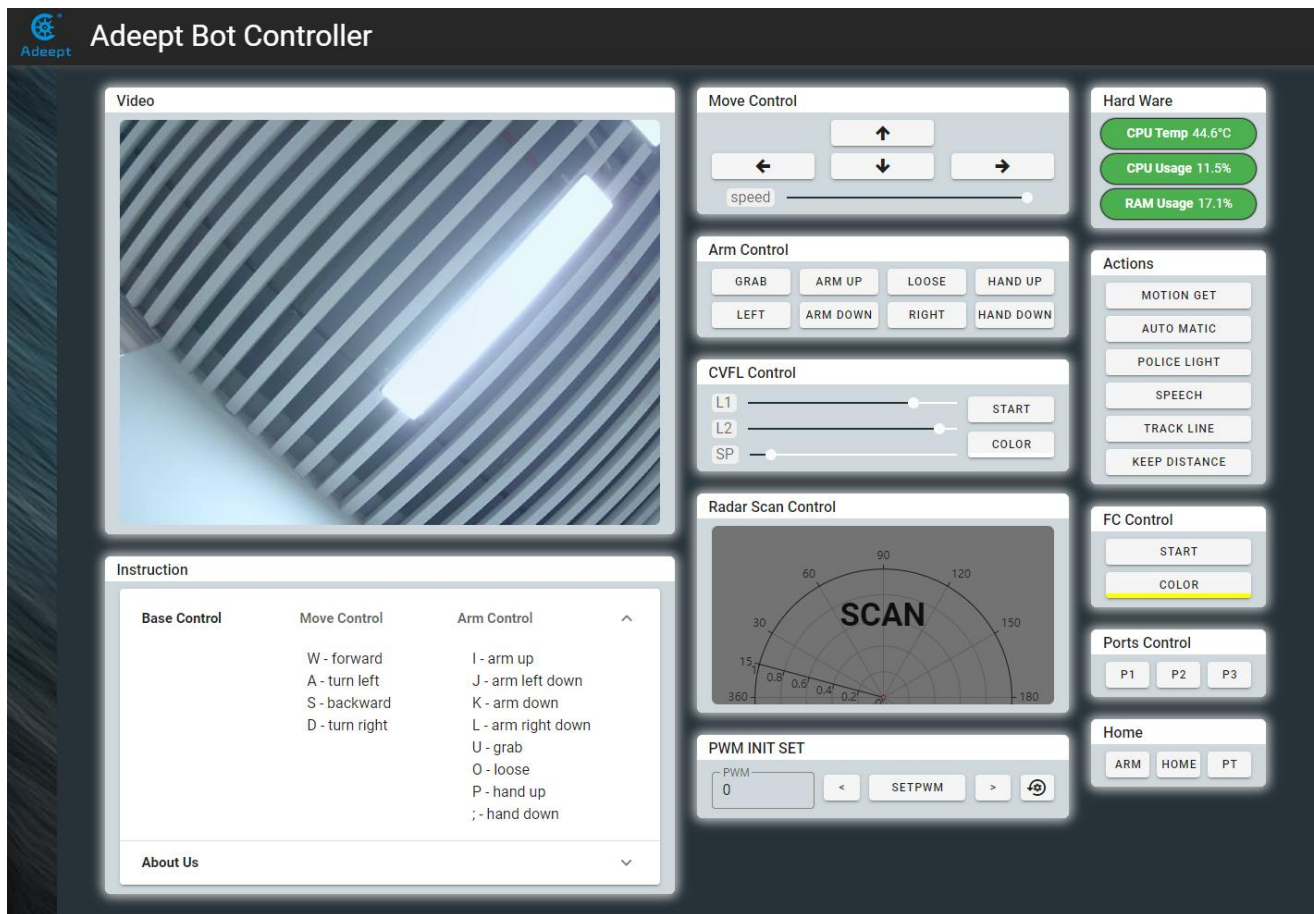 Adeept
Adeept Bot Controller
Video
Instruction
Base Control Move Control Arm Control
W - forward I - arm up
A - turn left J - arm left down
S - backward K - arm down
D - turn right L - arm right down
U - grab
O - loose
P - hand up
; - hand down
About Us
Move Control
speed
Arm Control
GRAB ARM UP LOOSE HAND UP
LEFT ARM DOWN RIGHT HAND DOWN
CVFL Control
L1
START
L2
COLOR
SP
Radar Scan Control
90
60 120
SCAN
30 150
15
1 0.8 0.6 0.4 0.2 0
360 180
PWM INIT SET
PWM
0 < SETPWM >
Hard Ware
CPU Temp 44.6°C
CPU Usage 11.5%
RAM Usage 17.1%
Actions
MOTION GET
AUTO MATIC
POLICE LIGHT
SPEECH
TRACK LINE
KEEP DISTANCE
FC Control
START
COLOR
Ports Control
P1 P2 P3
Home
ARM HOME PT